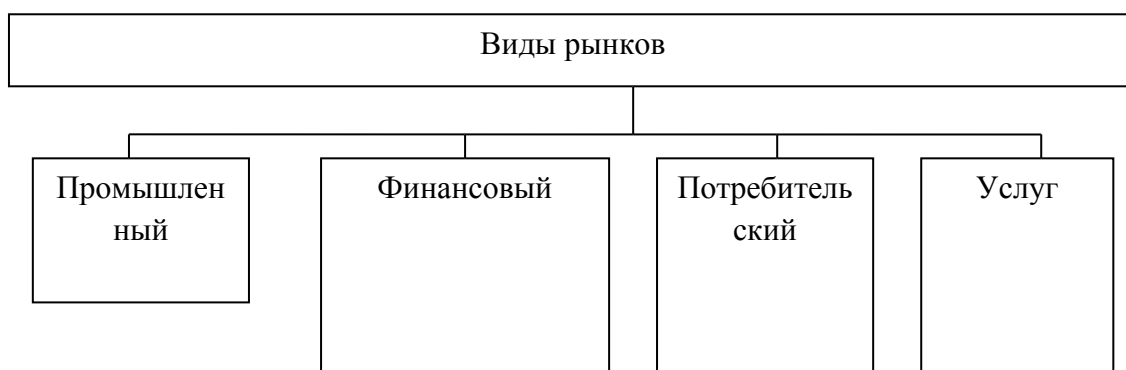 Виды рынков
Промышлен
ный
Финансовый
Потребитель
ский
Услуг